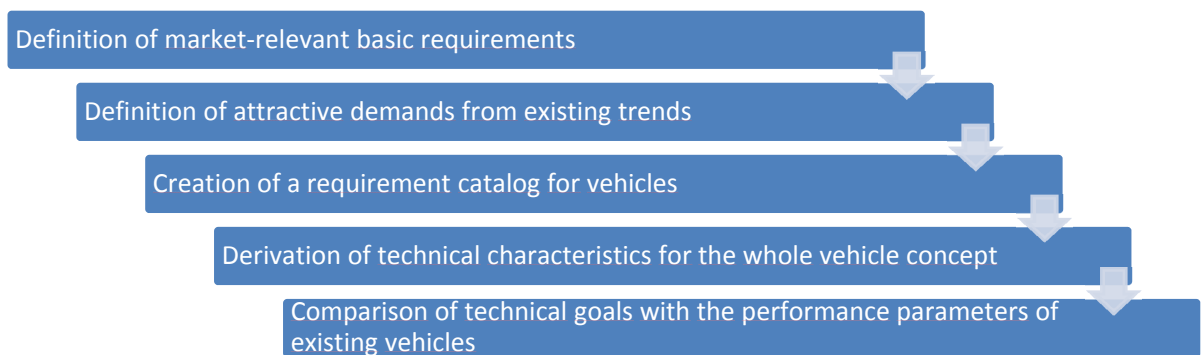 Definition of market-relevant basic requirements
Definition of attractive demands from existing trends
Creation of a requirement catalog for vehicles
Derivation of technical characteristics for the whole vehicle concept
Comparison of technical goals with the performance parameters of
existing vehicles